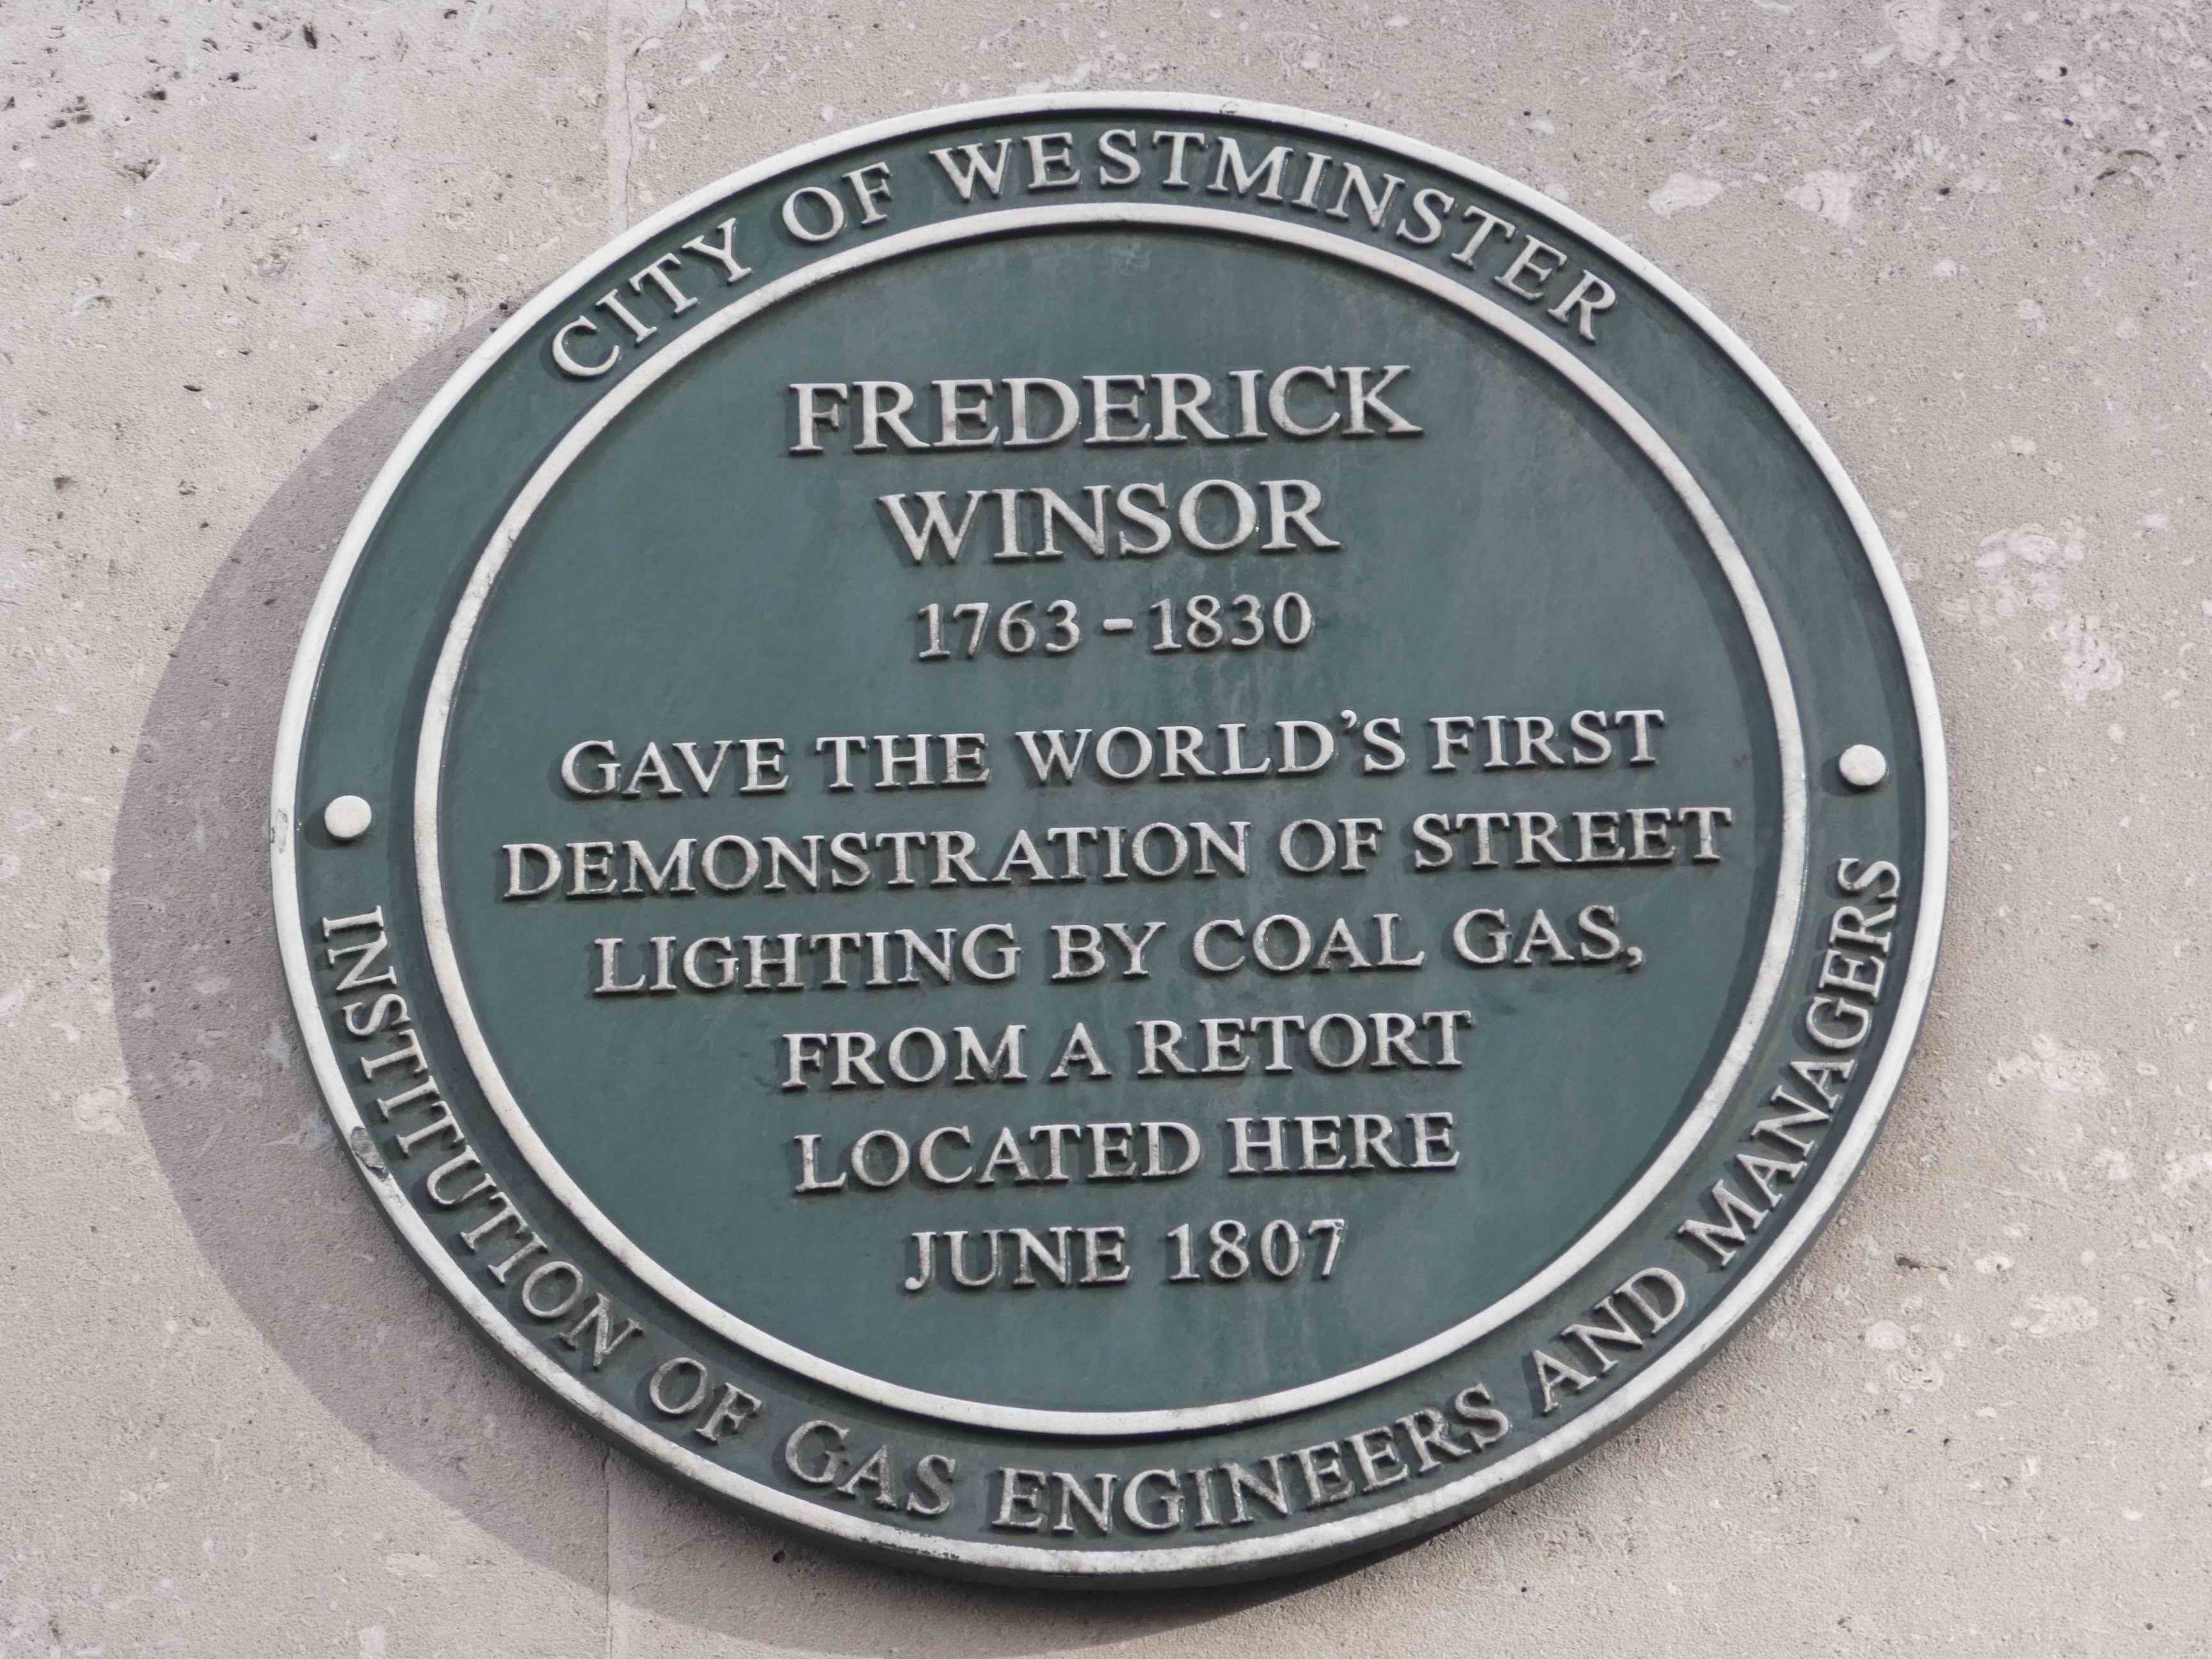 CITY OF WESTMINSTER
FREDERICK
WINSOR
1763 - 1830
GAVE THE WORLD'S FIRST
DEMONSTRATION OF STREET
LIGHTING BY COAL GAS,
FROM A RETORT
LOCATED HERE
JUNE 1807
INSTITUTION OF GAS ENGINEERS AND MANAGERS